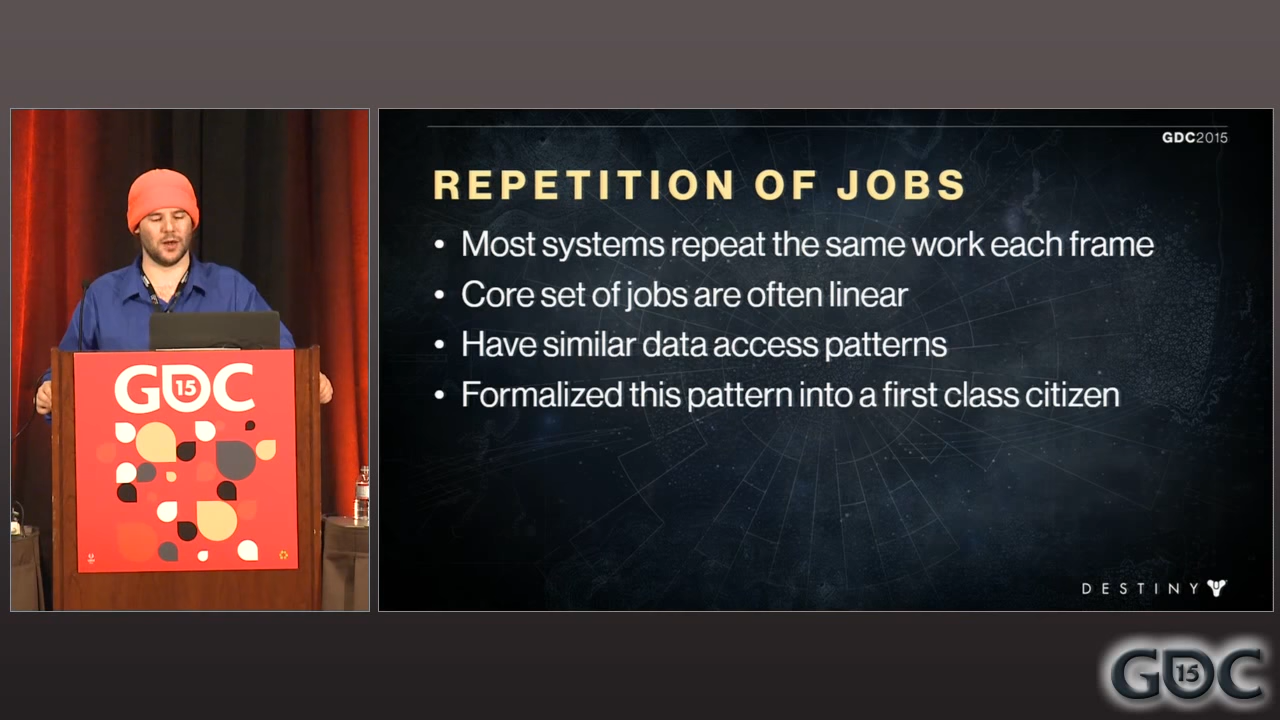 GDC2015
REPETITION OF JOBS
• Most systems repeat the same work each frame
• Core set of jobs are often linear
• Have similar data access patterns
• Formalized this pattern into a first class citizen
DESTINY
GDC 15
GDC 15